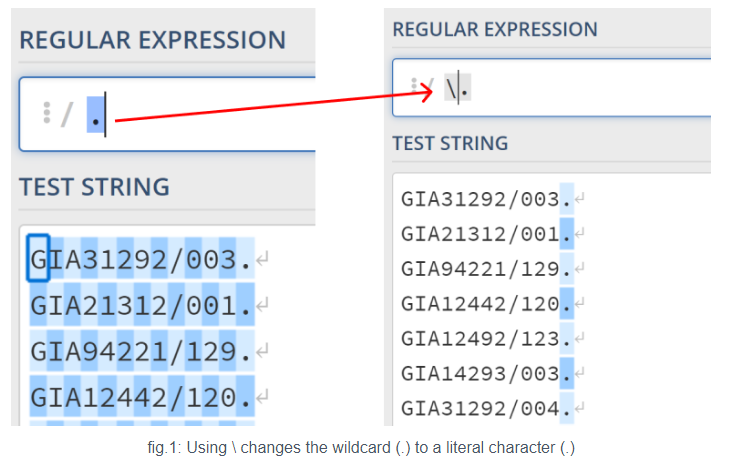 REGULAR EXPRESSION
/ .
TEST STRING
GIA31292/003.
GIA21312/001.
GIA94221/129.
GIA12442/120.
REGULAR EXPRESSION
/ \.
TEST STRING
GIA31292/003.
GIA21312/001.
GIA94221/129.
GIA12442/120.
GIA12492/123.
GIA14293/003.
GIA31292/004.
fig.1: Using \ changes the wildcard (.) to a literal character (.)